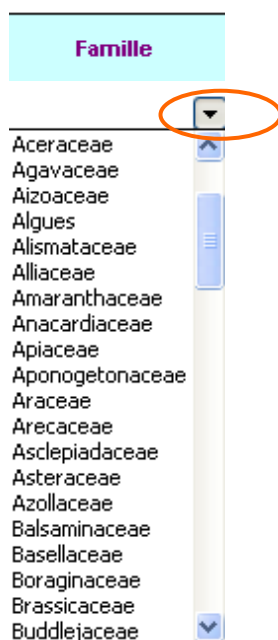 Famille
Aceraceae
Agavaceae
Aizoaceae
Algues
Alismataceae
Alliaceae
Amaranthaceae
Anacardiaceae
Apiaceae
Aponogetonaceae
Araceae
Arecaceae
Asclepiadaceae
Asteraceae
Azollaceae
Balsaminaceae
Basellaceae
Boraginaceae
Brassicaceae
Buddlejaceae